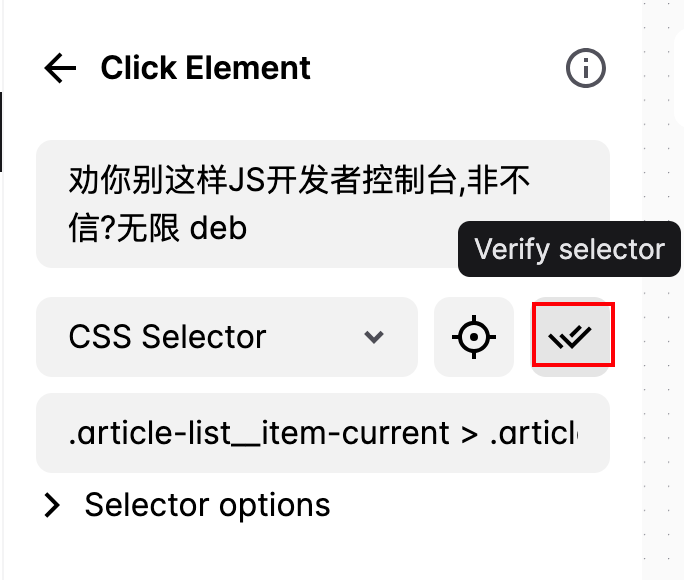 Click Element
劝你别这样JS开发者控制台,非不
信?无限 deb
Verify selector
CSS Selector
.article-list__item-current > .articl
Selector options